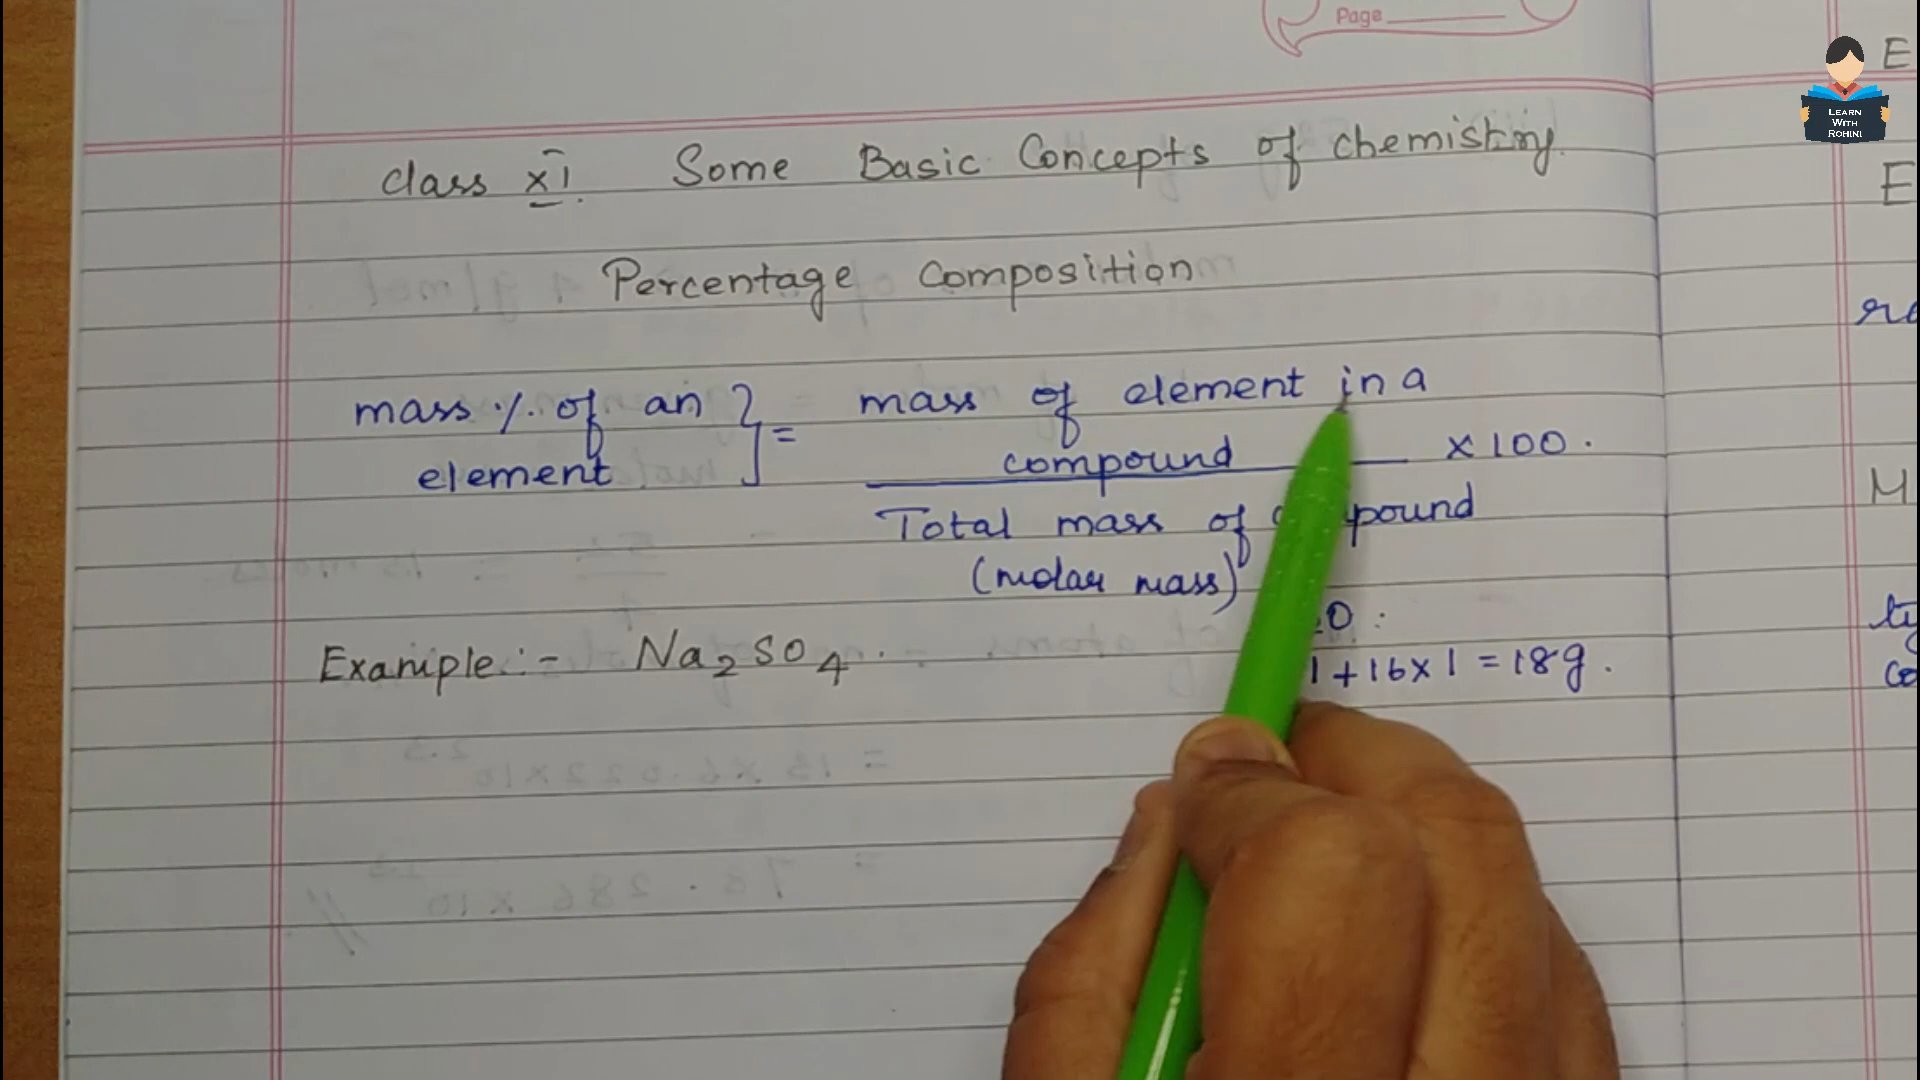 Page
LEARN
WITH
ROHINI
E
class XI Some Basic Concepts of chemistry.
E
Percentage Composition
mass % of an
element } =
mass of element in a
compound
x 100.
Total mass of pound
(molar mass)
O :
Example :- Na2SO4.
1 + 16 x 1 = 18g.
M